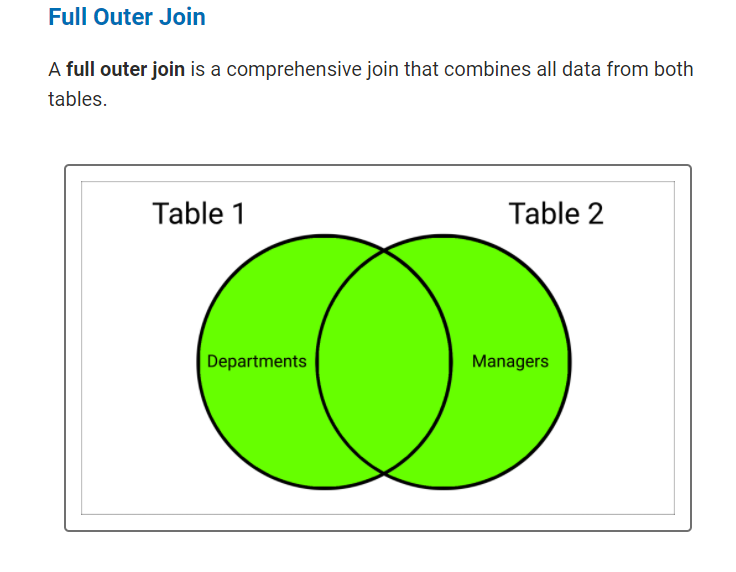 Full Outer Join
A full outer join is a comprehensive join that combines all data from both
tables.
Table 1
Table 2
Departments
Managers